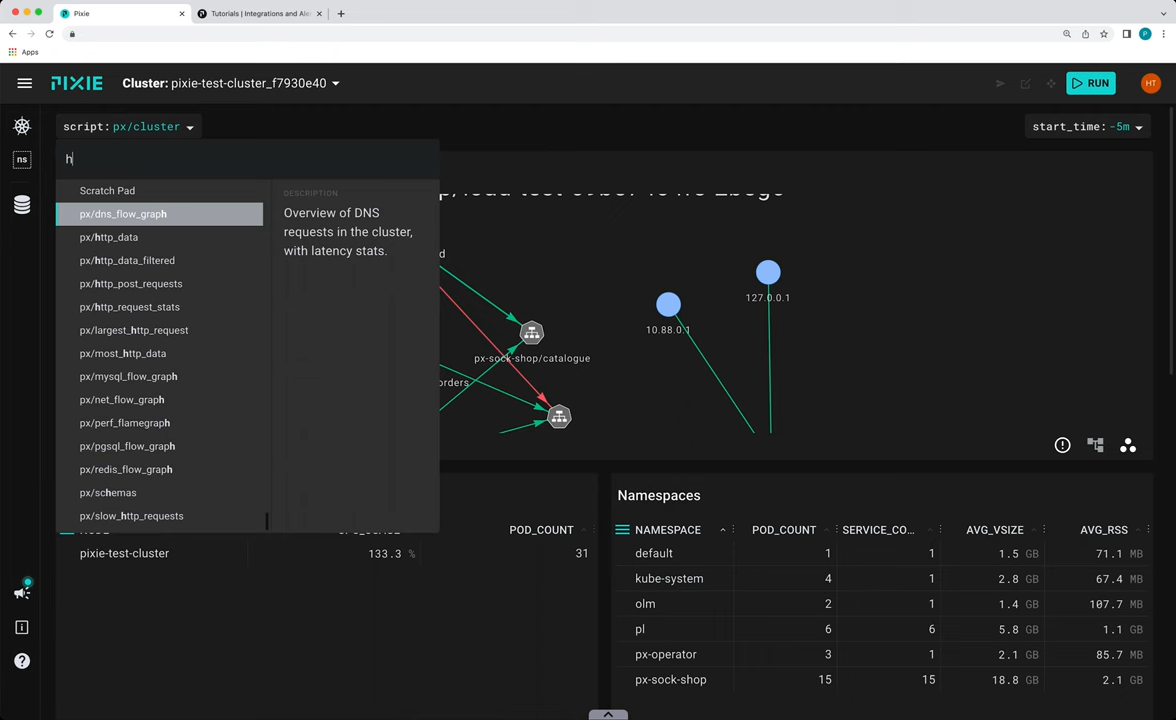 Pixie
Tutorials | Integrations and Ale
Apps
P
PIXIE
Cluster: pixie-test-cluster_f7930e40
RUN
HT
script: px/cluster
start_time: -5m
h
ns
Scratch Pad
px/dns_flow_graph
px/http_data
px/http_data_filtered
px/http_post_requests
px/http_request_stats
px/largest_http_request
px/most_http_data
px/mysql_flow_graph
px/net_flow_graph
px/perf_flamegraph
px/pgsql_flow_graph
px/redis_flow_graph
px/schemas
px/slow_http_requests
DESCRIPTION
Overview of DNS
requests in the cluster,
with latency stats.
d
px-sock-shop/catalogue
orders
10.88.0.1
127.0.0.1
POD_COUNT
pixie-test-cluster 133.3 % 31
Namespaces
NAMESPACE POD_COUNT SERVICE_CO... AVG_VSIZE AVG_RSS
default 1 1 1.5 GB 71.1 MB
kube-system 4 1 2.8 GB 67.4 MB
olm 2 1 1.4 GB 107.7 MB
pl 6 6 5.8 GB 1.1 GB
px-operator 3 1 2.1 GB 85.7 MB
px-sock-shop 15 15 18.8 GB 2.1 GB